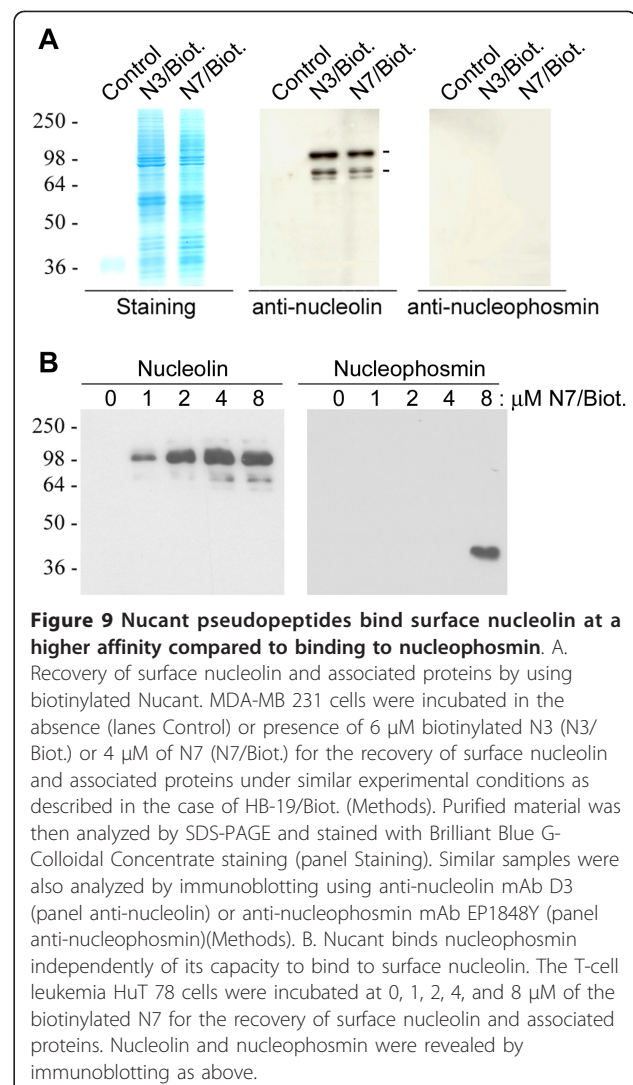 A
Control N3/Biot. N7/Biot. Control N3/Biot. N7/Biot. Control N3/Biot. N7/Biot.
250 -
98 -
64 -
50 -
36 -
Staining anti-nucleolin anti-nucleophosmin
B
Nucleolin Nucleophosmin
0 1 2 4 8 0 1 2 4 8 : μM N7/Biot.
250 -
98 -
64 -
50 -
36 -
Figure 9 Nucant pseudopeptides bind surface nucleolin at a
higher affinity compared to binding to nucleophosmin. A.
Recovery of surface nucleolin and associated proteins by using
biotinylated Nucant. MDA-MB 231 cells were incubated in the
absence (lanes Control) or presence of 6 μM biotinylated N3 (N3/
Biot.) or 4 μM of N7 (N7/Biot.) for the recovery of surface nucleolin
and associated proteins under similar experimental conditions as
described in the case of HB-19/Biot. (Methods). Purified material was
then analyzed by SDS-PAGE and stained with Brilliant Blue G-
Colloidal Concentrate staining (panel Staining). Similar samples were
also analyzed by immunoblotting using anti-nucleolin mAb D3
(panel anti-nucleolin) or anti-nucleophosmin mAb EP1848Y (panel
anti-nucleophosmin)(Methods). B. Nucant binds nucleophosmin
independently of its capacity to bind to surface nucleolin. The T-cell
leukemia HuT 78 cells were incubated at 0, 1, 2, 4, and 8 μM of the
biotinylated N7 for the recovery of surface nucleolin and associated
proteins. Nucleolin and nucleophosmin were revealed by
immunoblotting as above.